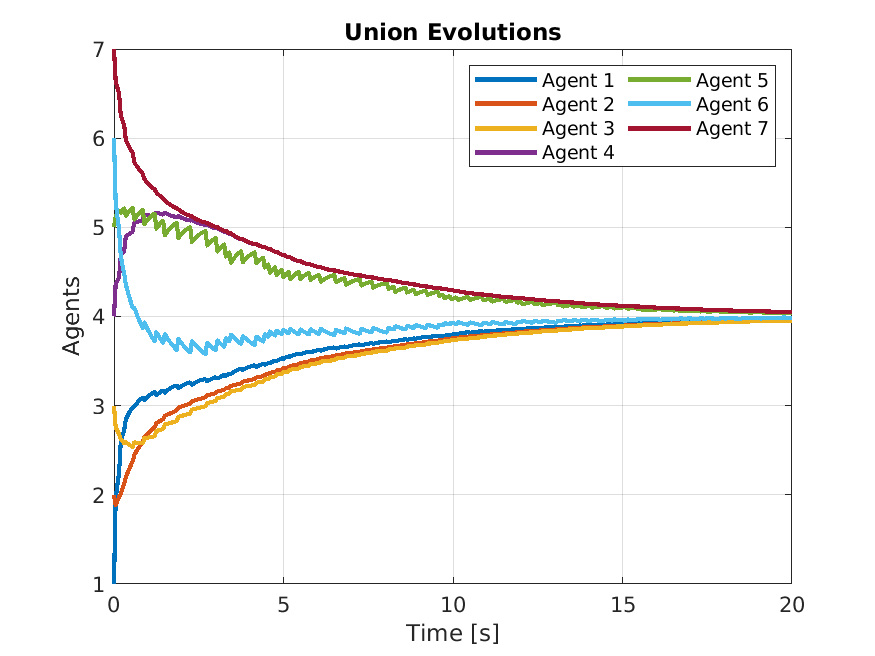 Union Evolutions
7
6
5
4
3
2
1
Agents
Agent 1
Agent 2
Agent 3
Agent 4
Agent 5
Agent 6
Agent 7
0
5
10
15
20
Time [s]